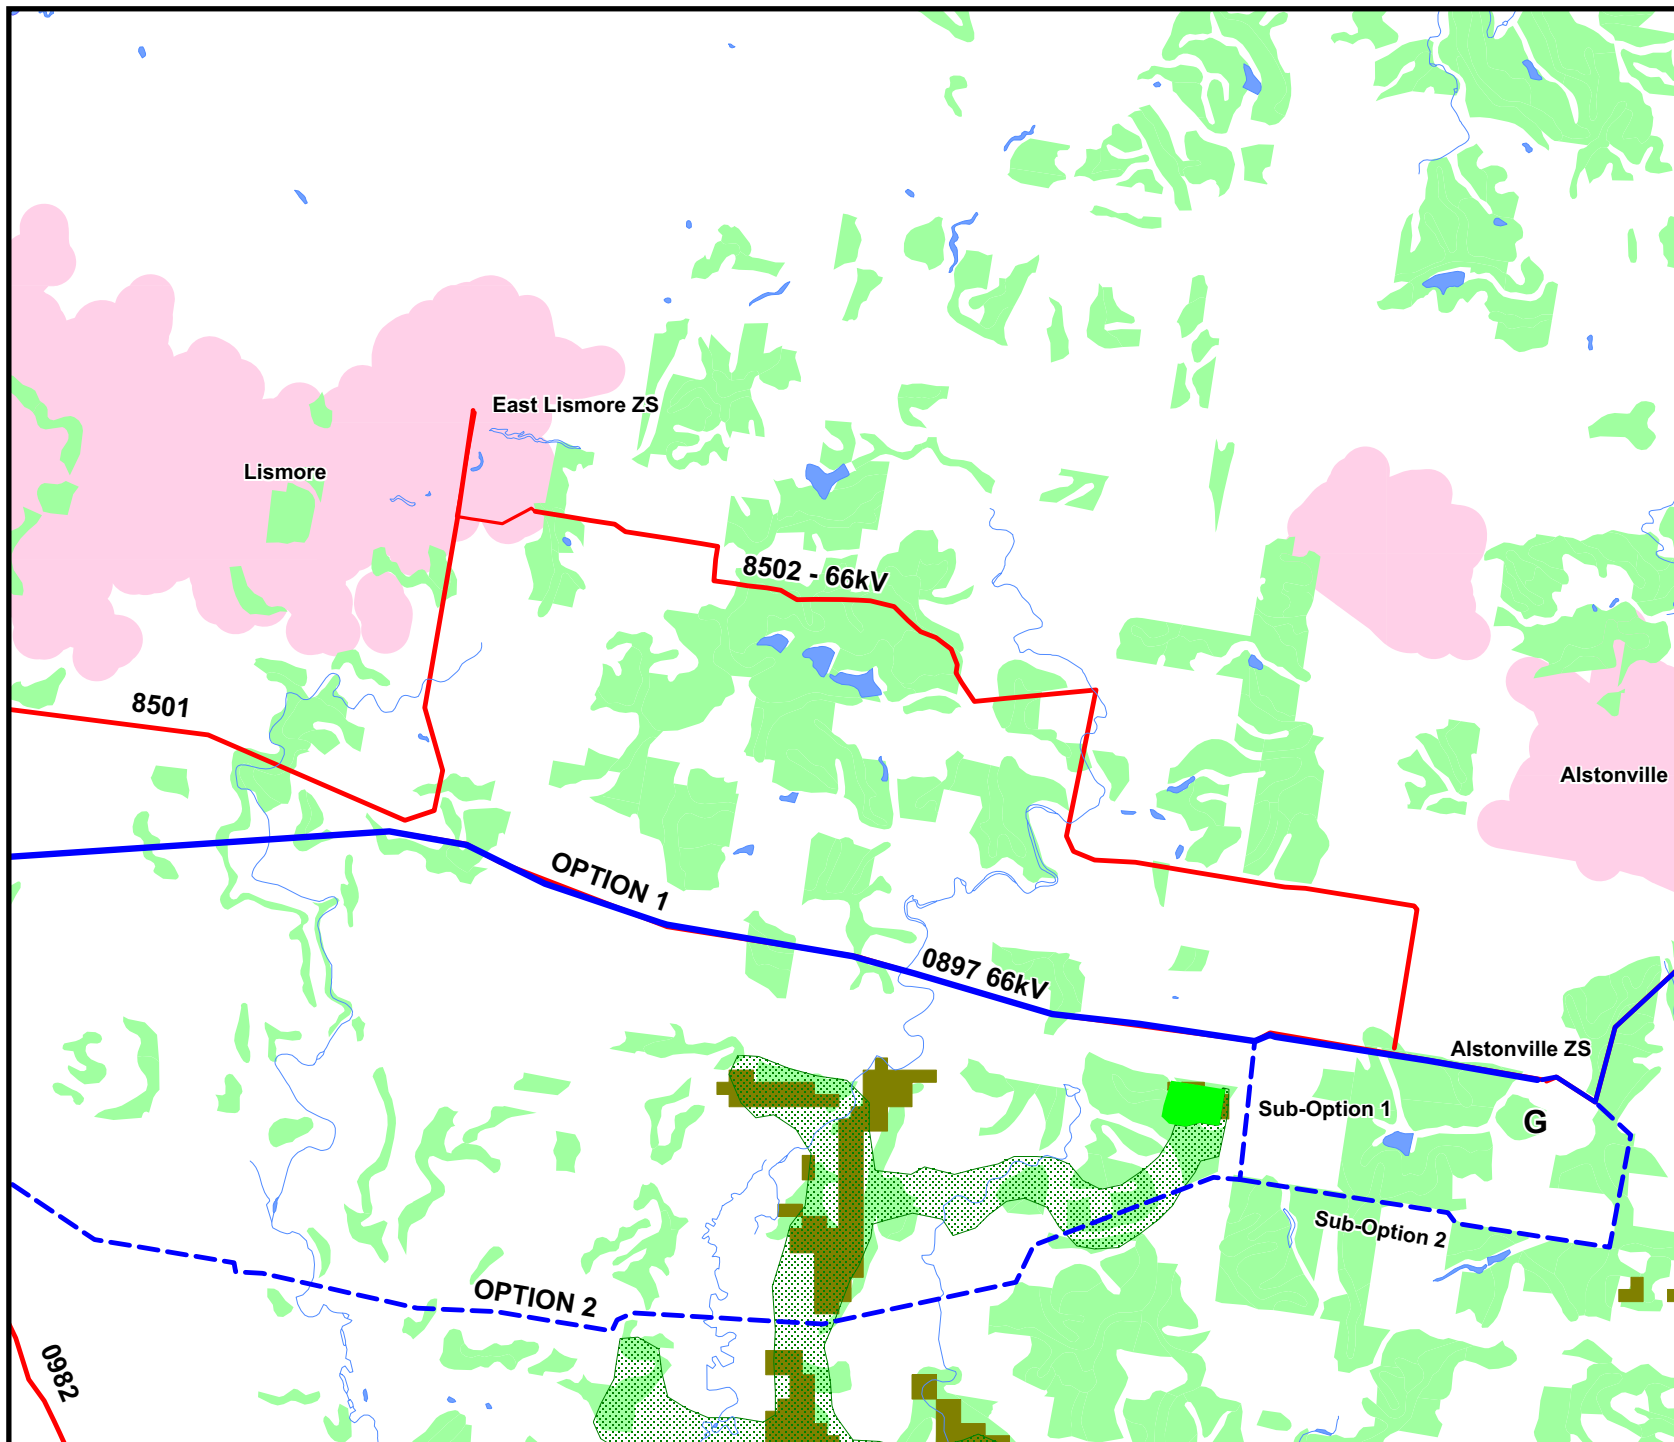 East Lismore ZS
Lismore
8502 - 66kV
8501
Alstonville
OPTION 1
0897 66kV
Alstonville ZS
Sub-Option 1
G
Sub-Option 2
OPTION 2
0982